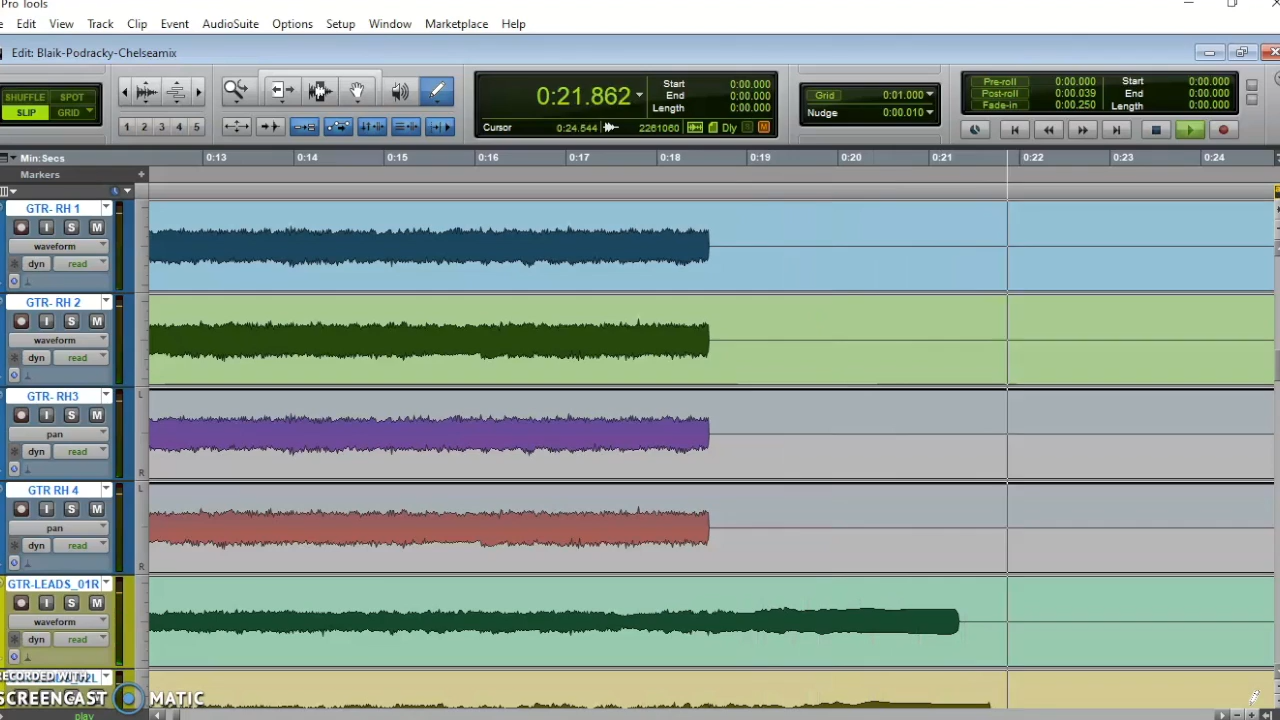 Pro Tools
Edit View Track Clip Event AudioSuite Options Setup Window Marketplace Help
Edit: Blaik-Podracky-Chelseamix
SHUFFLE SPOT
SLIP GRID
1 2 3 4 5
0:21.862
Start 0:00.000
End 0:00.000
Length 0:00.000
Cursor 0:24.544 2261060 Dly
Grid 0:01.000
Nudge 0:00.010
Pre-roll 0:00.000
Post-roll 0:00.039
Fade-in 0:00.250
Start 0:00.000
End 0:00.000
Length 0:00.000
Min:Secs 0:13 0:14 0:15 0:16 0:17 0:18 0:19 0:20 0:21 0:22 0:23 0:24
Markers
GTR- RH 1
I S M
waveform
dyn read
GTR- RH 2
I S M
waveform
dyn read
GTR- RH3
I S M
pan
dyn read
L
R
GTR RH 4
I S M
pan
dyn read
L
R
GTR-LEADS_01R
I S M
waveform
dyn read
RECORDED WITH
SCREENCAST MATIC
play